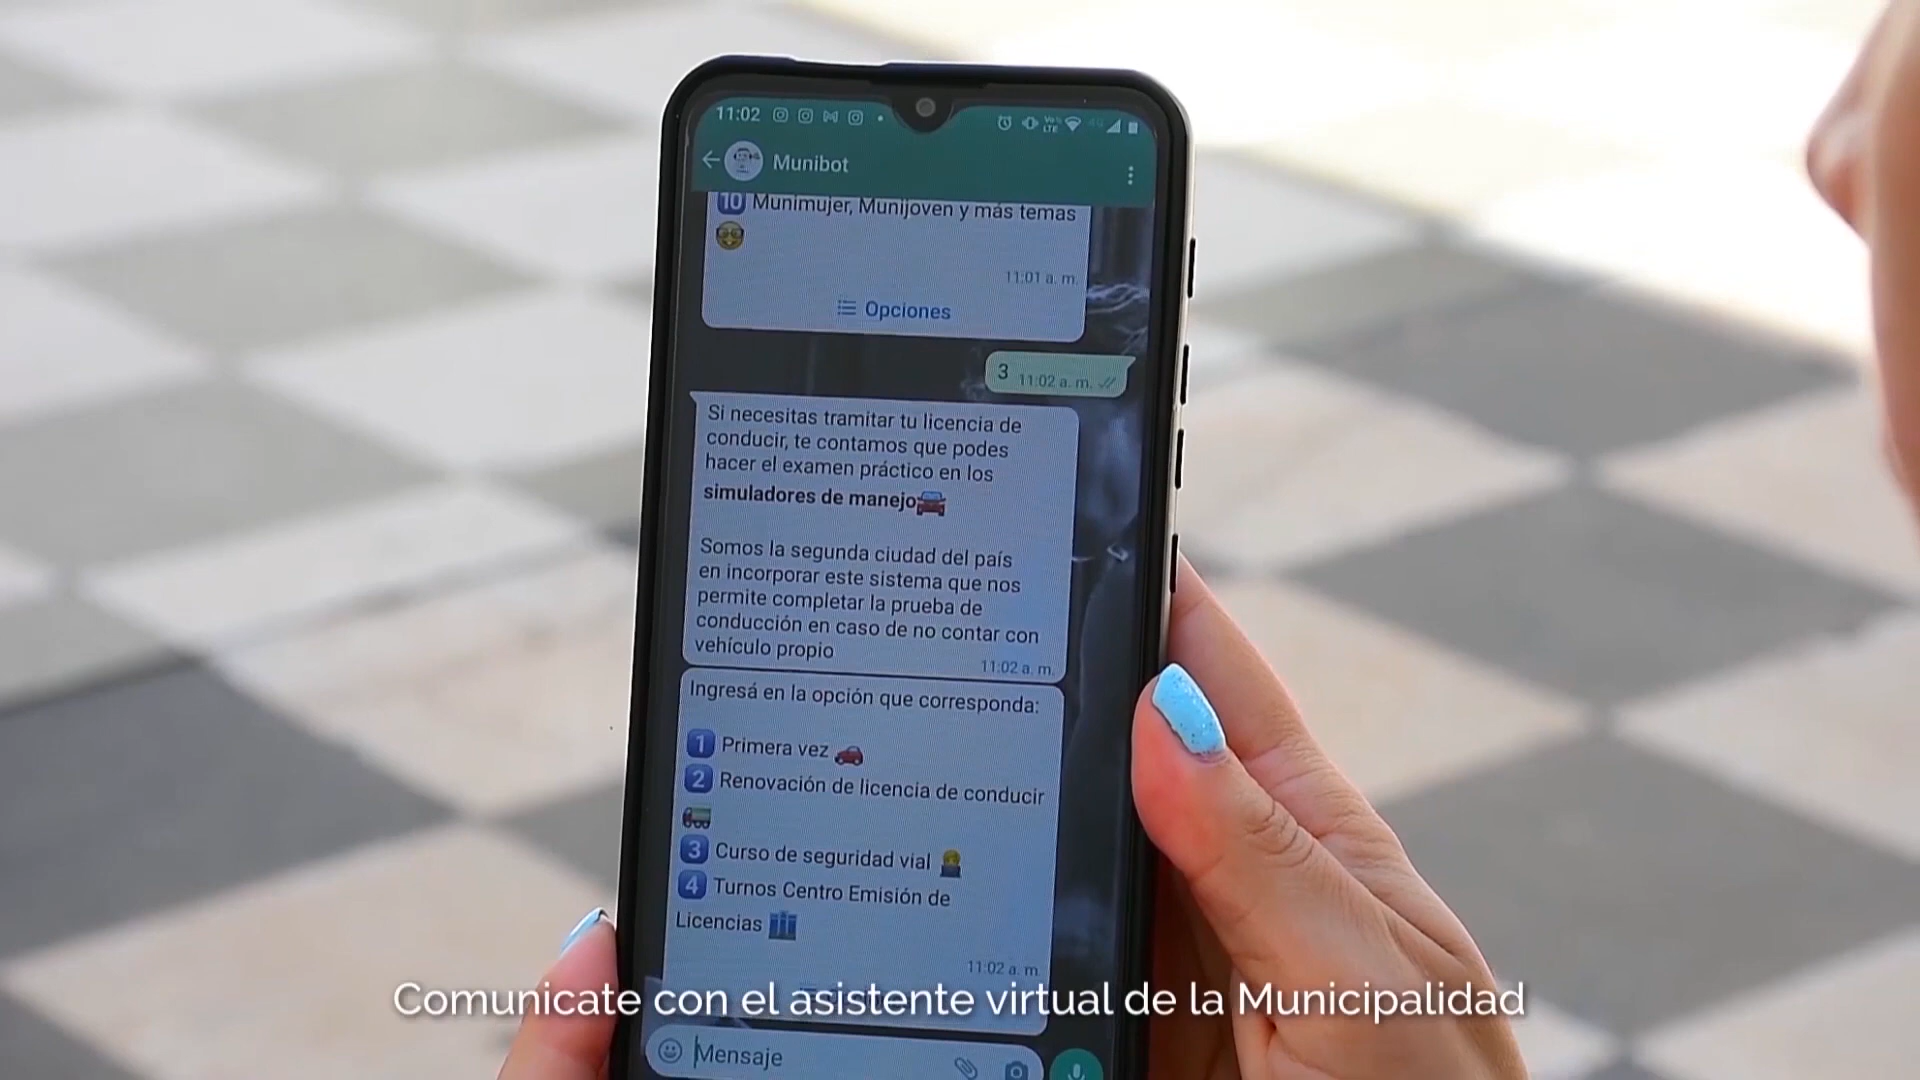 11:02
Munibot
10 Munimujer, Munijoven y más temas
11:01 a. m.
Opciones
3 11:02 a. m.
Si necesitas tramitar tu licencia de
conducir, te contamos que podes
hacer el examen práctico en los
simuladores de manejo
Somos la segunda ciudad del país
en incorporar este sistema que nos
permite completar la prueba de
conducción en caso de no contar con
vehículo propio
11:02 a. m.
Ingresá en la opción que corresponda:
1 Primera vez
2 Renovación de licencia de conducir
3 Curso de seguridad vial
4 Turnos Centro Emisión de
Licencias
11:02 a. m.
Comunicate con el asistente virtual de la Municipalidad
Mensaje